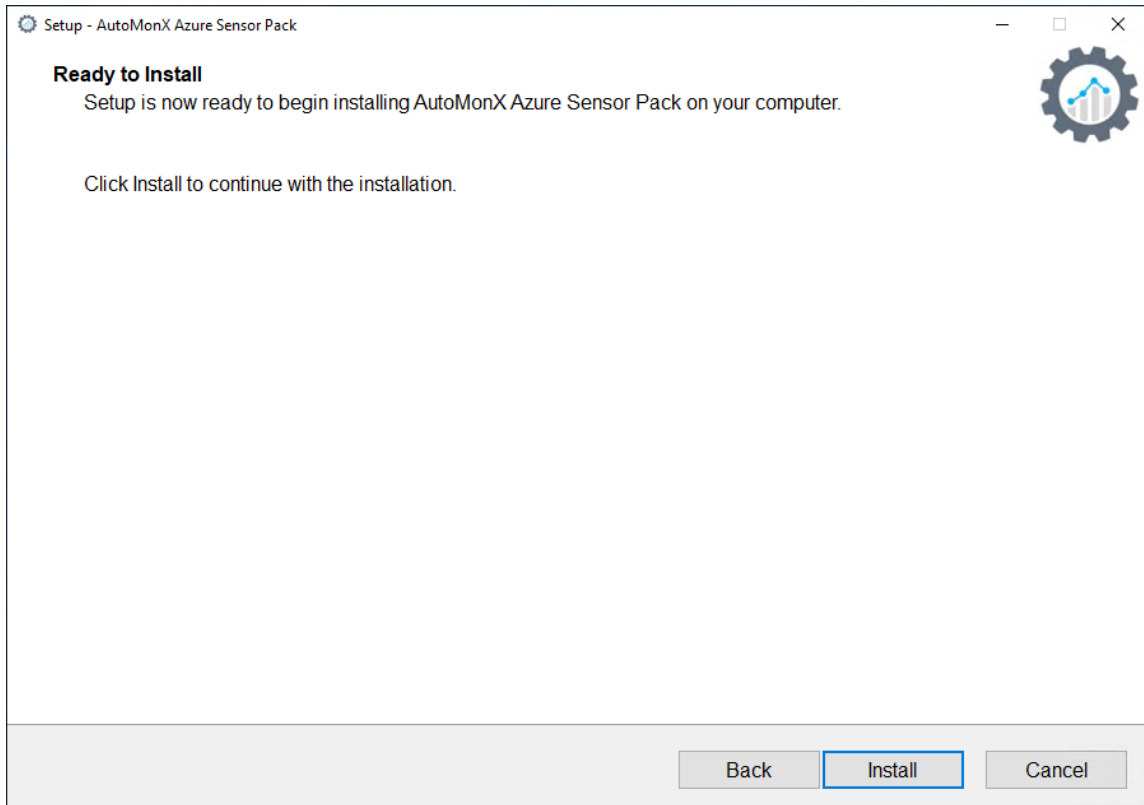 Setup - AutoMonX Azure Sensor Pack
Ready to Install
Setup is now ready to begin installing AutoMonX Azure Sensor Pack on your computer.
Click Install to continue with the installation.
Back Install Cancel